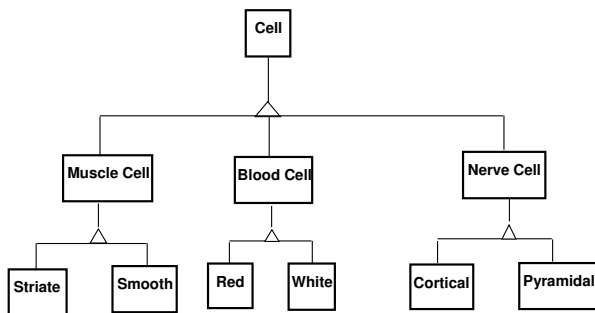 Cell
Muscle Cell
Blood Cell
Nerve Cell
Striate
Smooth
Red
White
Cortical
Pyramidal